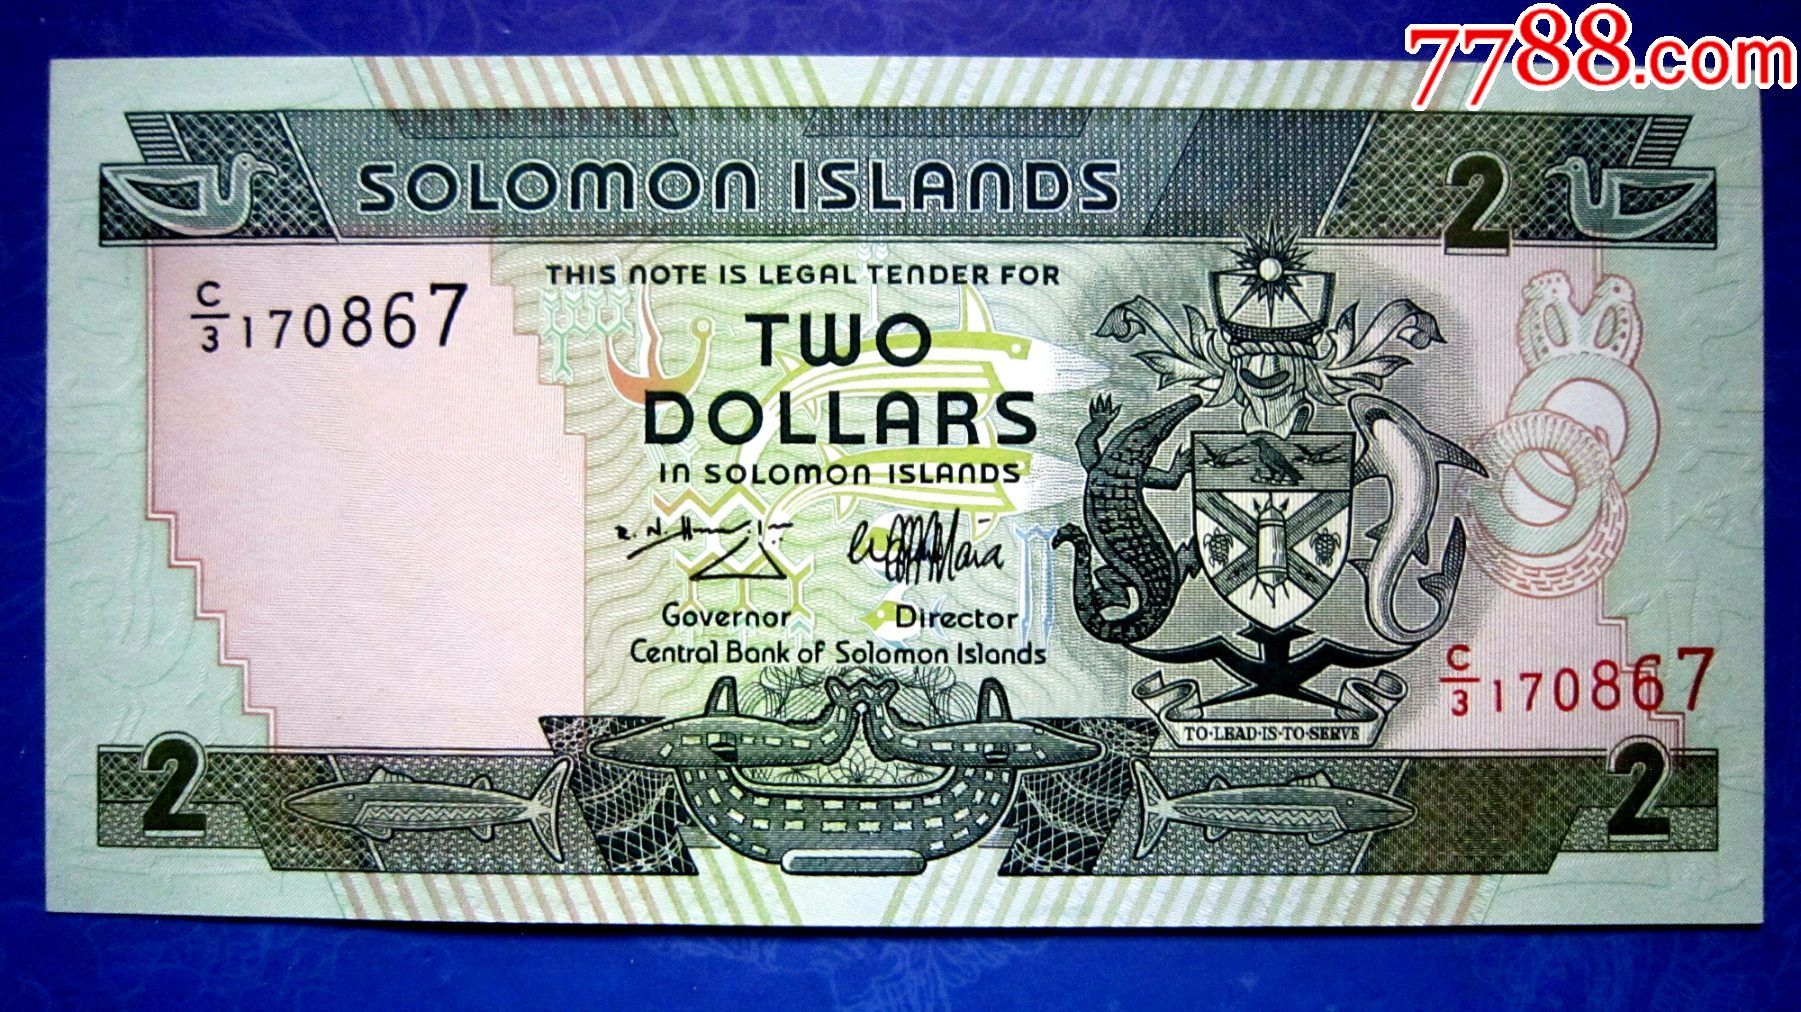 7788.com
SOLOMON ISLANDS
2
C/3 170867
THIS NOTE IS LEGAL TENDER FOR
TWO
DOLLARS
IN SOLOMON ISLANDS
Governor Director
Central Bank of Solomon Islands
C/3 170867
TO·LEAD·IS·TO·SERVE
2
2